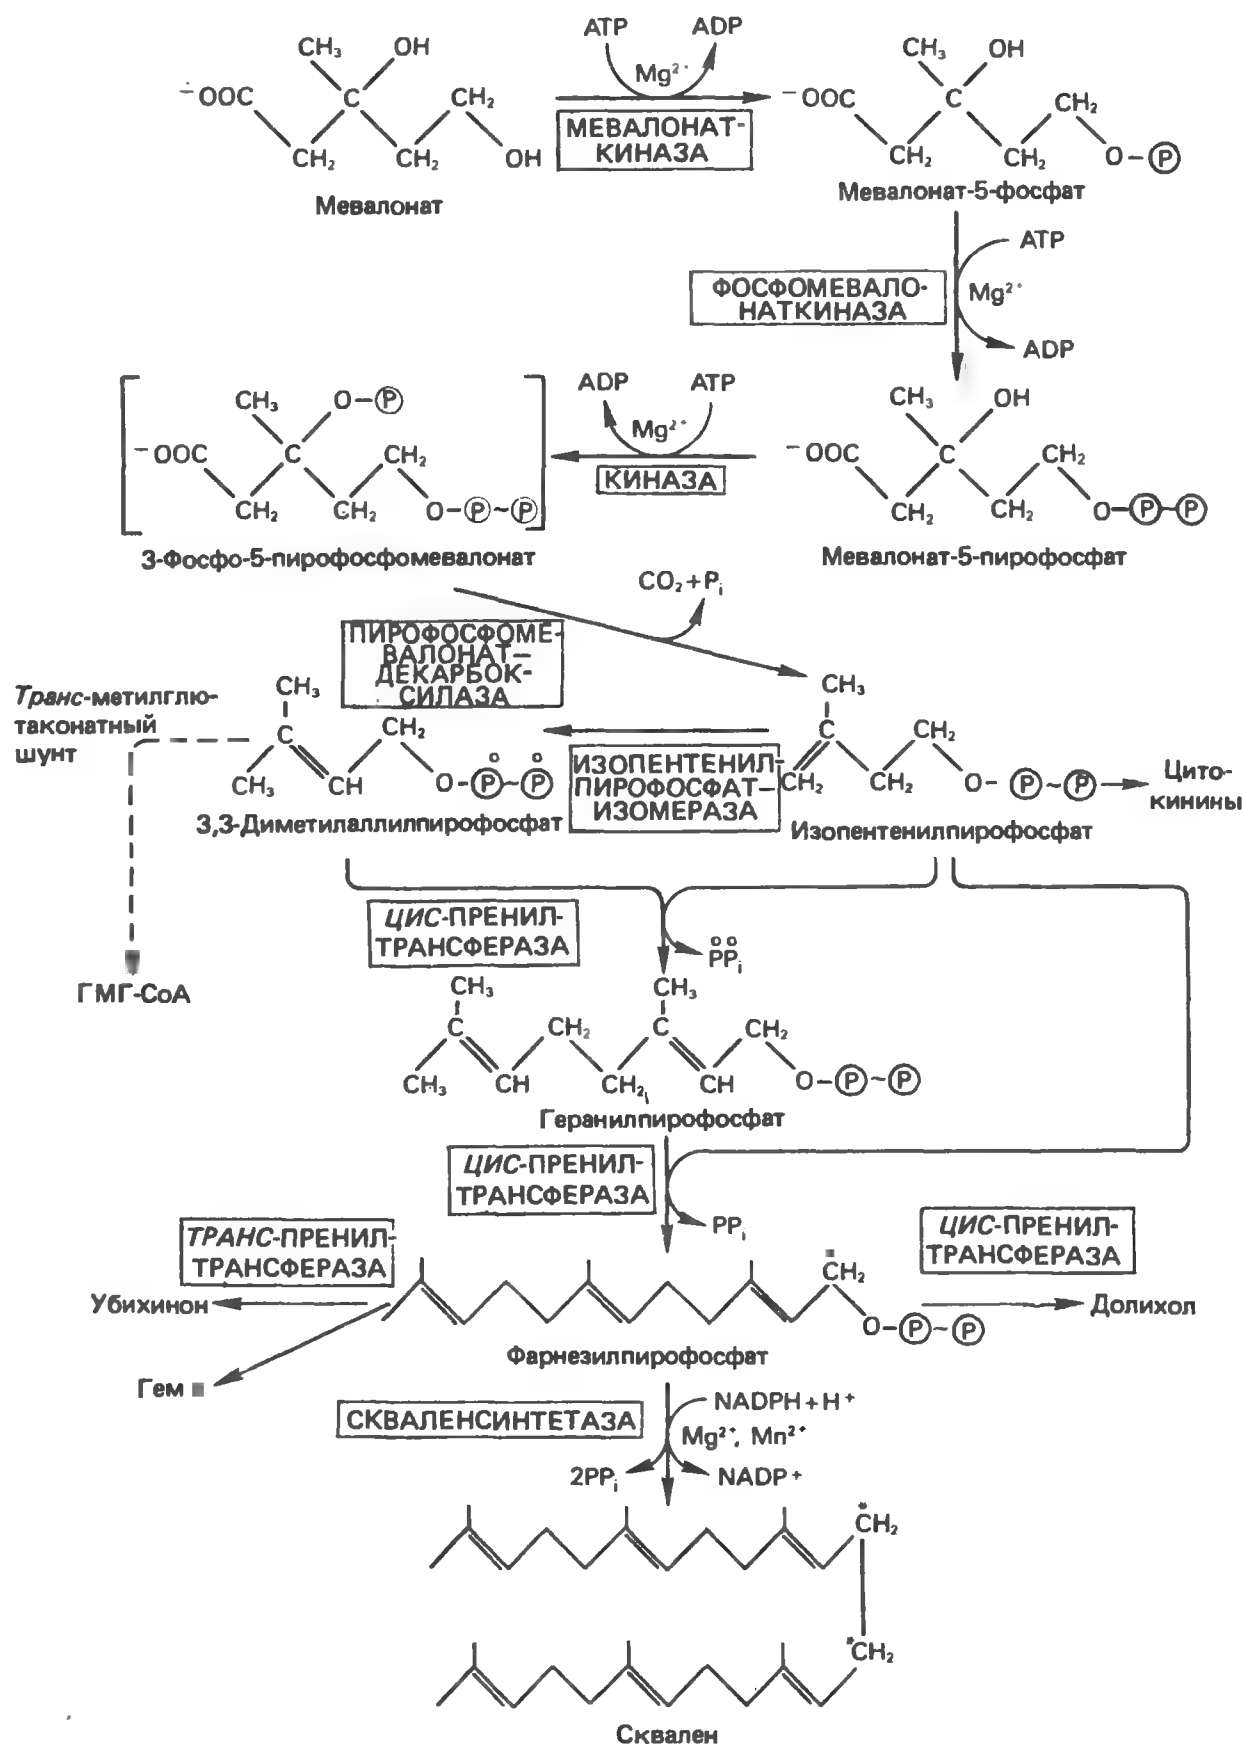 ATP ADP
CH₃ OH Mg²⁺ CH₃ OH
⁻OOC C CH₂ ⁻OOC C CH₂
МЕВАЛОНАТ-
КИНАЗА
CH₂ CH₂ OH CH₂ CH₂ O-Ⓟ
Мевалонат Мевалонат-5-фосфат
ATP
ФОСФОМЕВАЛО-
НАТКИНАЗА
Mg²⁺
ADP
ADP ATP
CH₃ O-Ⓟ Mg²⁺ CH₃ OH
⁻OOC C CH₂ КИНАЗА ⁻OOC C CH₂
CH₂ CH₂ O-Ⓟ~Ⓟ CH₂ CH₂ O-Ⓟ~Ⓟ
3-Фосфо-5-пирофосфомевалонат Мевалонат-5-пирофосфат
CO₂+Pᵢ
ПИРОФОСФОМЕ-
ВАЛОНАТ-
ДЕКАРБОК-
СИЛАЗА
Транс-метилглю-
таконатный
шунт
CH₃ CH₃
C CH₂ C CH₂
CH₃ CH O-Ⓟ~Ⓟ CH₂ CH₂ O-Ⓟ~Ⓟ
ИЗОПЕНТЕНИЛ-
ПИРОФОСФАТ-
ИЗОМЕРАЗА
Цито-
кинины
3,3-Диметилаллилпирофосфат Изопентенилпирофосфат
ЦИС-ПРЕНИЛ-
ТРАНСФЕРАЗА
PPᵢ
ГМГ-CoA
CH₃ CH₃
C CH₂ C CH₂
CH₃ CH CH₂ CH O-Ⓟ~Ⓟ
Геранилпирофосфат
ЦИС-ПРЕНИЛ-
ТРАНСФЕРАЗА
PPᵢ
ТРАНС-ПРЕНИЛ-
ТРАНСФЕРАЗА
ЦИС-ПРЕНИЛ-
ТРАНСФЕРАЗА
CH₂
Убихинон O-Ⓟ~Ⓟ Долихол
Фарнезилпирофосфат
Гем
СКВАЛЕНСИНТЕТАЗА
NADPH+H⁺
Mg²⁺, Mn²⁺
2PPᵢ NADP⁺
*CH₂
*CH₂
Сквален